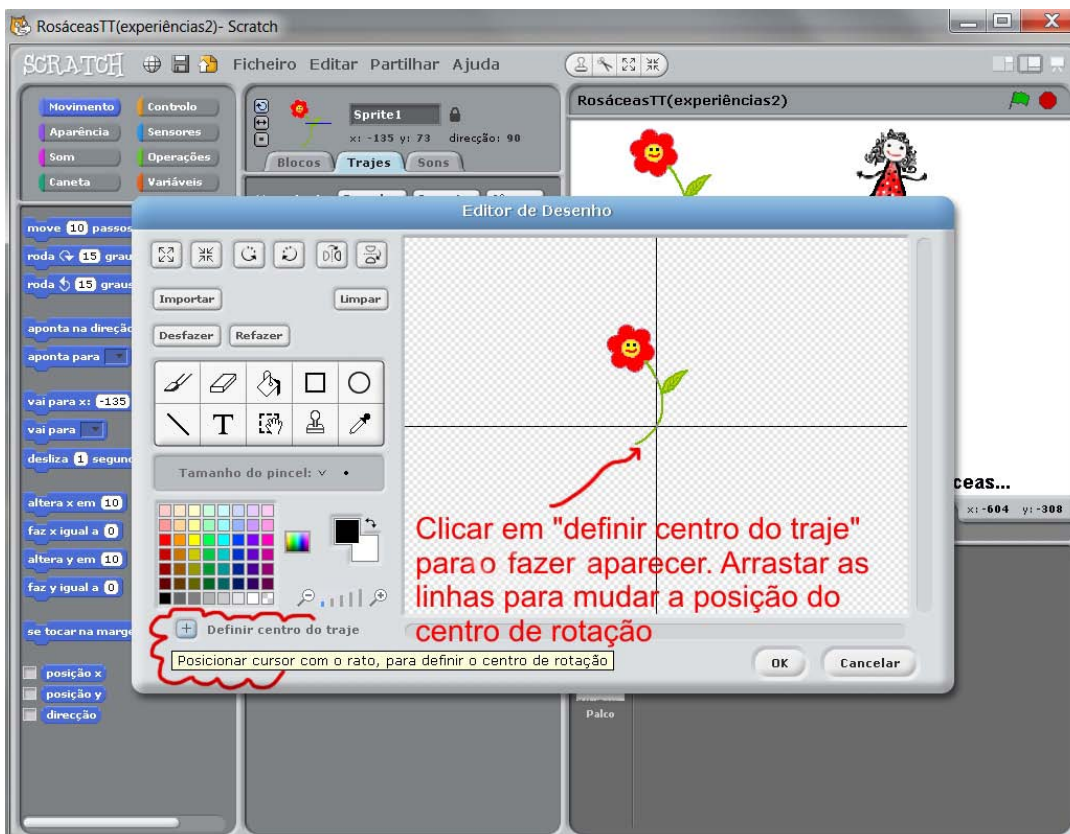 RosáceasTT(experiências2)- Scratch
SCRATCH Ficheiro Editar Partilhar Ajuda
Movimento Controlo
Aparência Sensores
Som Operações
Caneta Variáveis
Sprite1
x: -135 y: 73 direcção: 90
Blocos Trajes Sons
RosáceasTT(experiências2)
move 10 passos
roda 15 grau
roda 15 graus
aponta na direcçã
aponta para
vai para x: -135
vai para
desliza 1 segund
altera x em 10
faz x igual a 0
altera y em 10
faz y igual a 0
se tocar na marge
posição x
posição y
direcção
Editor de Desenho
Importar Limpar
Desfazer Refazer
T
Tamanho do pincel:
Definir centro do traje
Posicionar cursor com o rato, para definir o centro de rotação
Clicar em "definir centro do traje"
para o fazer aparecer. Arrastar as
linhas para mudar a posição do
centro de rotação
OK Cancelar
ceas...
x: -604 y: -308
Palco